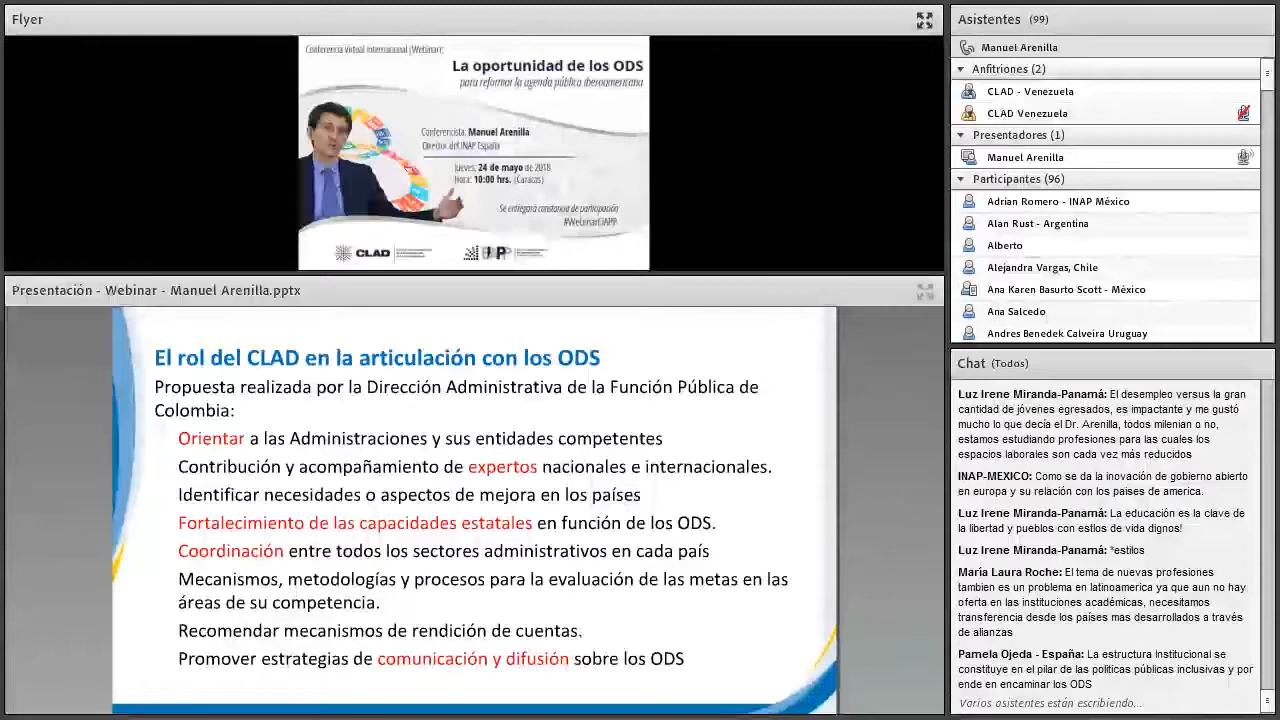 Flyer
Conferencia Virtual Internacional (Webinar):
La oportunidad de los ODS
para reformar la agenda pública iberoamericana
Conferencista: Manuel Arenilla
Director del INAP España
Jueves, 24 de mayo de 2018
Hora: 10:00 hrs. (Caracas)
Se entregará constancia de participación
#WebinarEIAPP
CLAD
Presentación - Webinar - Manuel Arenilla.pptx
El rol del CLAD en la articulación con los ODS
Propuesta realizada por la Dirección Administrativa de la Función Pública de
Colombia:
Orientar a las Administraciones y sus entidades competentes
Contribución y acompañamiento de expertos nacionales e internacionales.
Identificar necesidades o aspectos de mejora en los países
Fortalecimiento de las capacidades estatales en función de los ODS.
Coordinación entre todos los sectores administrativos en cada país
Mecanismos, metodologías y procesos para la evaluación de las metas en las
áreas de su competencia.
Recomendar mecanismos de rendición de cuentas.
Promover estrategias de comunicación y difusión sobre los ODS
Asistentes (99)
Manuel Arenilla
Anfitriones (2)
CLAD - Venezuela
CLAD Venezuela
Presentadores (1)
Manuel Arenilla
Participantes (96)
Adrián Romero - INAP México
Alan Rust - Argentina
Alberto
Alejandra Vargas, Chile
Ana Karen Basurto Scott - México
Ana Salcedo
Andres Benedek Calveira Uruguay
Chat (Todos)
Luz Irene Miranda-Panamá: El desempleo versus la gran
cantidad de jóvenes egresados, es impactante y me gustó
mucho lo que decía el Dr. Arenilla, todos milenian o no,
estamos estudiando profesiones para las cuales los
espacios laborales son cada vez más reducidos
INAP-MEXICO: Como se da la inovación de gobierno abierto
en europa y su relación con los paises de america.
Luz Irene Miranda-Panamá: La educación es la clave de
la libertad y pueblos con estlos de vida dignos!
Luz Irene Miranda-Panamá: *estilos
María Laura Roche: El tema de nuevas profesiones
tambien es un problema en latinoamerica ya que aun no hay
oferta en las instituciones académicas, necesitamos
transferencia desde los países mas desarrollados a través
de alianzas
Pamela Ojeda - España: La estructura Institucional se
constituye en el pilar de las politicas públicas inclusivas y por
ende en encaminar los ODS
Varios asistentes están escribiendo...